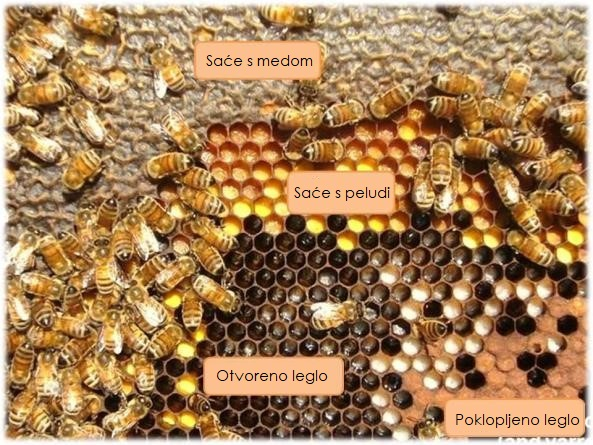 Saće s medom
Saće s peludi
Otvoreno leglo
Poklopljeno leglo